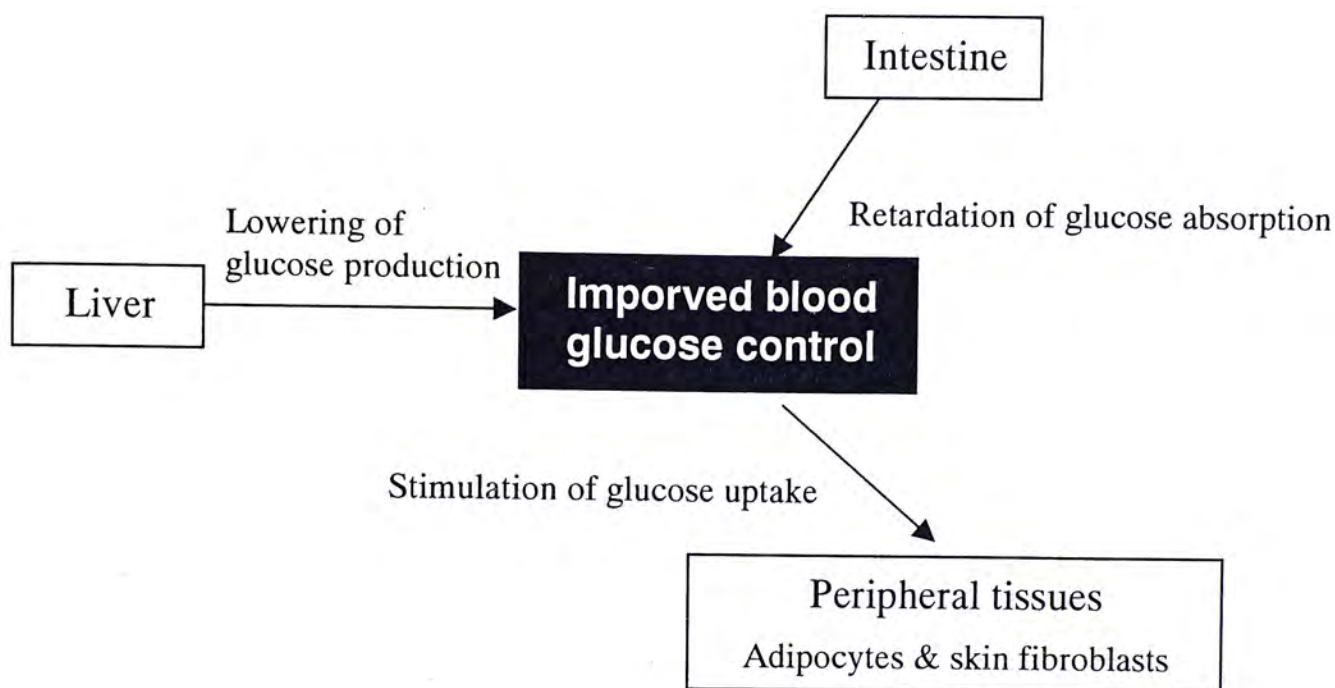 Intestine
Retardation of glucose absorption
Lowering of
glucose production
Liver
Imporved blood
glucose control
Stimulation of glucose uptake
Peripheral tissues
Adipocytes & skin fibroblasts